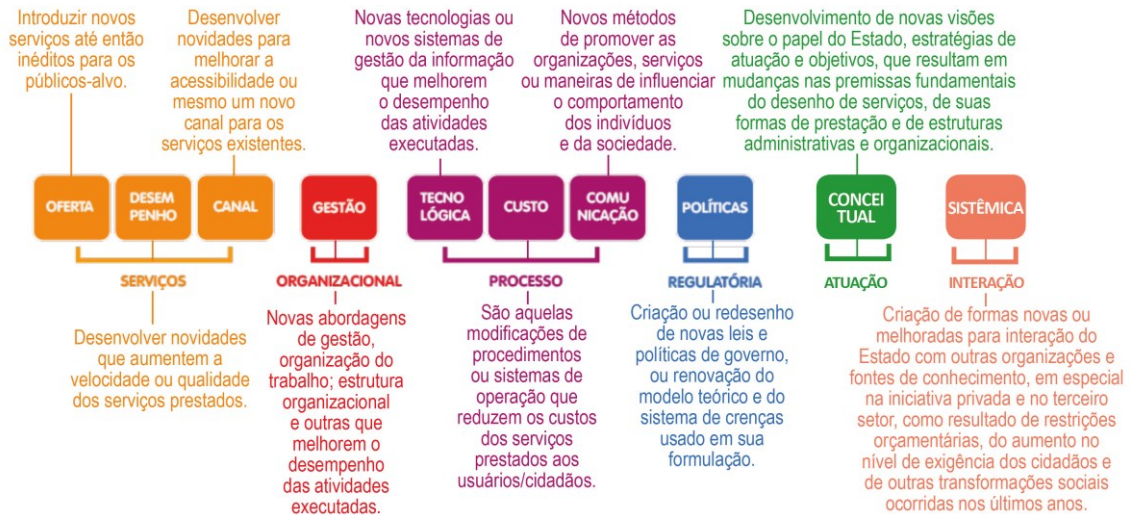 Introduzir novos
serviços até então
inéditos para os
públicos-alvo.
Desenvolver
novidades para
melhorar a
acessibilidade ou
mesmo um novo
canal para os
serviços existentes.
Novas tecnologias ou
novos sistemas de
gestão da informação
que melhorem
o desempenho
das atividades
executadas.
Novos métodos
de promover as
organizações, serviços
ou maneiras de influenciar
o comportamento
dos indivíduos
e da sociedade.
Desenvolvimento de novas visões
sobre o papel do Estado, estratégias de
atuação e objetivos, que resultam em
mudanças nas premissas fundamentais
do desenho de serviços, de suas
formas de prestação e de estruturas
administrativas e organizacionais.
OFERTA
DESEM
PENHO
CANAL
GESTÃO
TECNO
LÓGICA
CUSTO
COMU
NICAÇÃO
POLÍTICAS
CONCEI
TUAL
SISTÊMICA
SERVIÇOS
ORGANIZACIONAL
PROCESSO
REGULATÓRIA
ATUAÇÃO
INTERAÇÃO
Desenvolver novidades
que aumentem a
velocidade ou qualidade
dos serviços prestados.
Novas abordagens
de gestão,
organização do
trabalho; estrutura
organizacional
e outras que
melhorem o
desempenho
das atividades
executadas.
São aquelas
modificações de
procedimentos
ou sistemas de
operação que
reduzem os custos
dos serviços
prestados aos
usuários/cidadãos.
Criação ou redesenho
de novas leis e
políticas de governo,
ou renovação do
modelo teórico e do
sistema de crenças
usado em sua
formulação.
Criação de formas novas ou
melhoradas para interação do
Estado com outras organizações e
fontes de conhecimento, em especial
na iniciativa privada e no terceiro
setor, como resultado de restrições
orçamentárias, do aumento no
nível de exigência dos cidadãos e
de outras transformações sociais
ocorridas nos últimos anos.